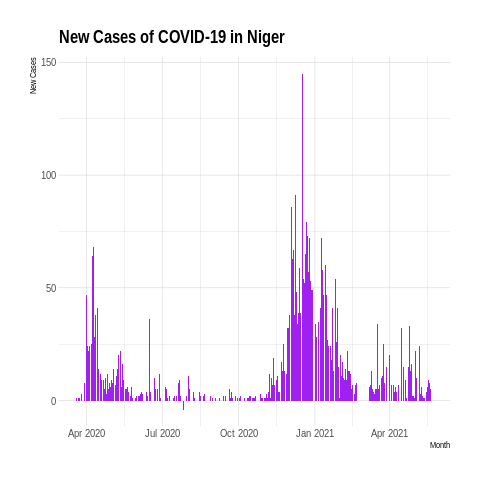 New Cases of COVID-19 in Niger
New Cases
150
100
50
0
Apr 2020 Jul 2020 Oct 2020 Jan 2021 Apr 2021
Month